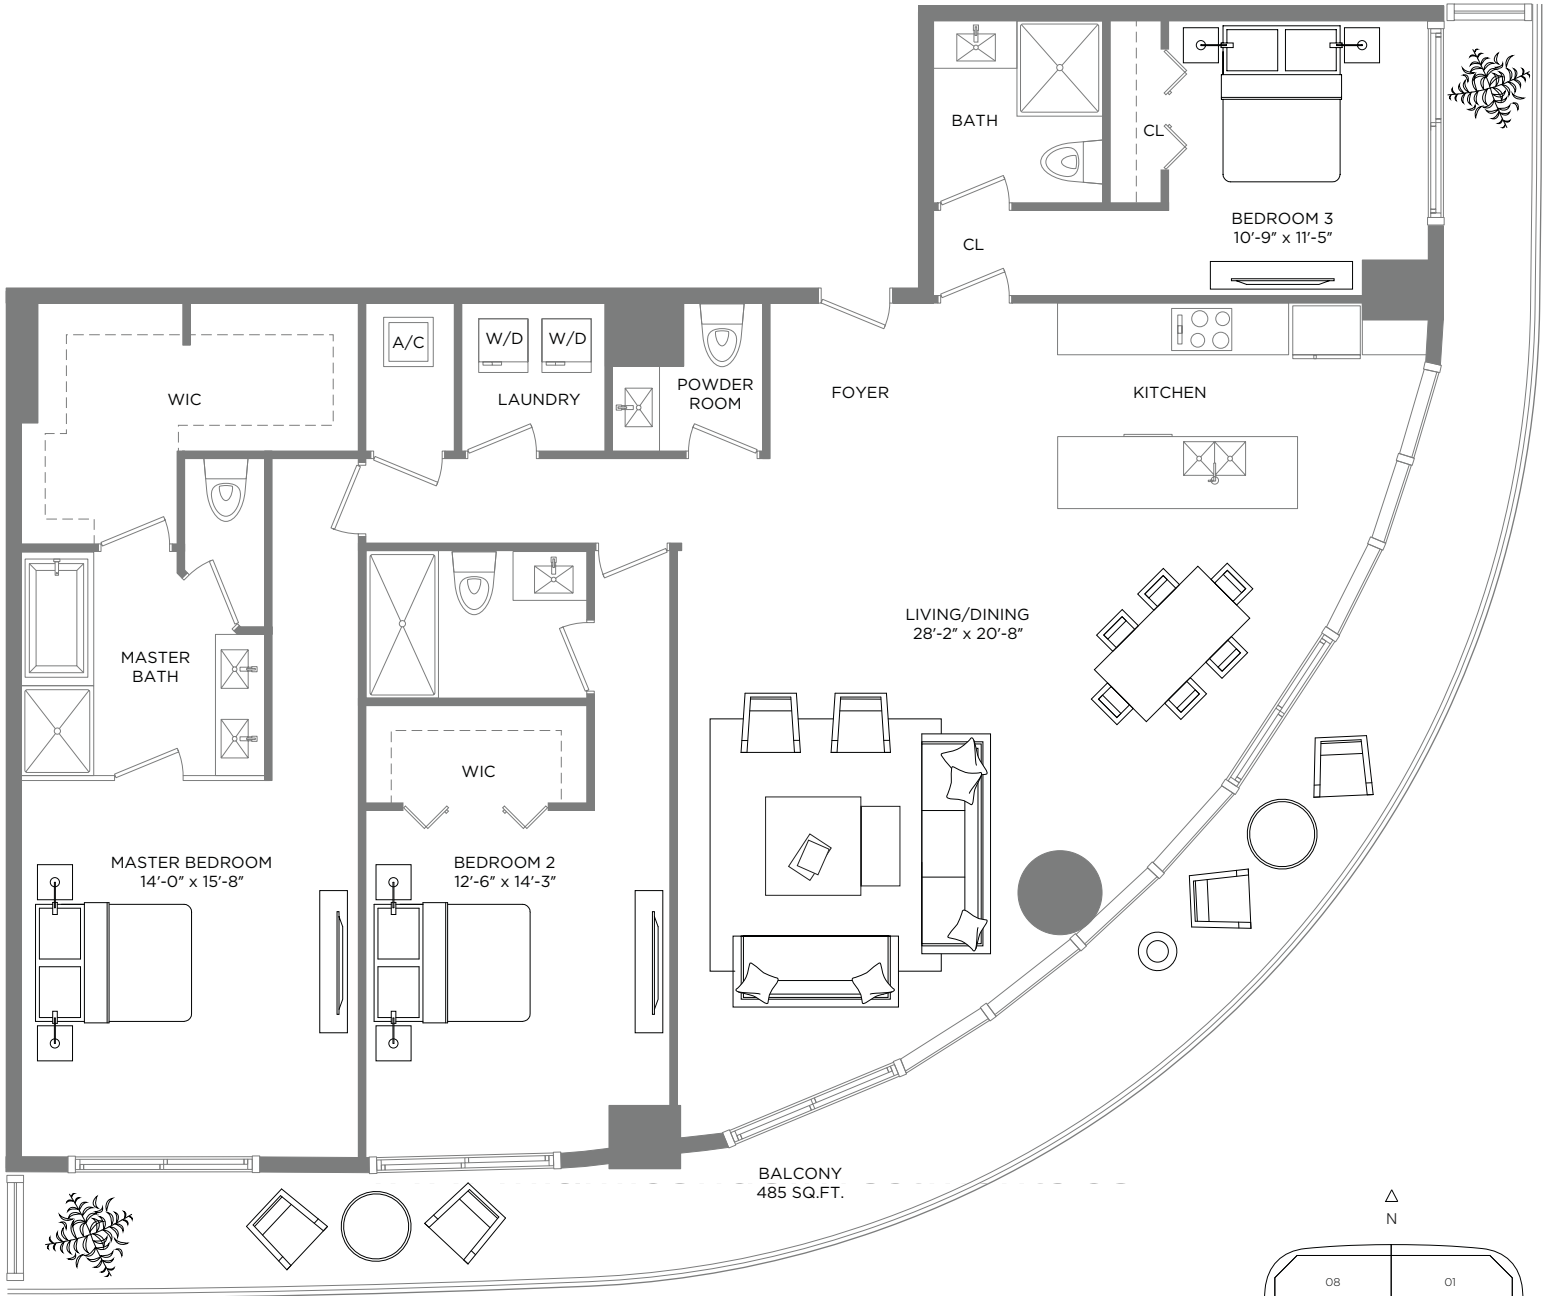 BATH
CL
BEDROOM 3
10'-9" x 11'-5"
CL
A/C
W/D
W/D
WIC
LAUNDRY
POWDER
ROOM
FOYER
KITCHEN
LIVING/DINING
28'-2" x 20'-8"
MASTER
BATH
WIC
MASTER BEDROOM
14'-0" x 15'-8"
BEDROOM 2
12'-6" x 14'-3"
BALCONY
485 SQ.FT.
N
08
01